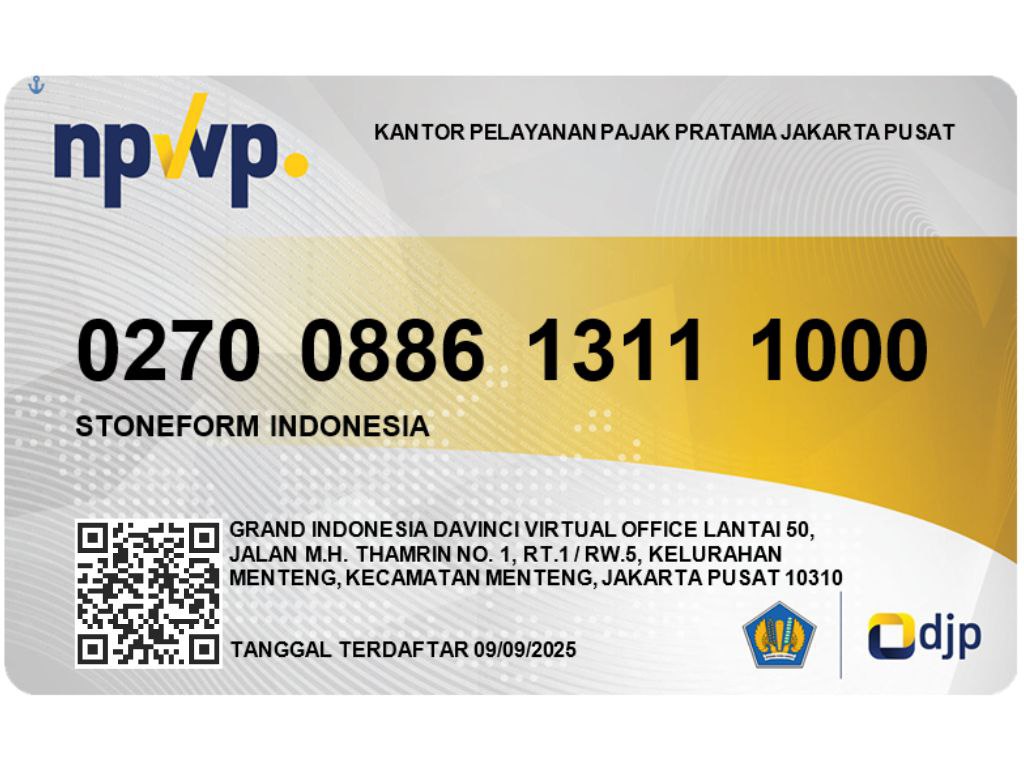 npwp.
KANTOR PELAYANAN PAJAK PRATAMA JAKARTA PUSAT
0270 0886 1311 1000
STONEFORM INDONESIA
GRAND INDONESIA DAVINCI VIRTUAL OFFICE LANTAI 50,
JALAN M.H. THAMRIN NO. 1, RT.1 / RW.5, KELURAHAN
MENTENG, KECAMATAN MENTENG, JAKARTA PUSAT 10310
TANGGAL TERDAFTAR 09/09/2025
djp